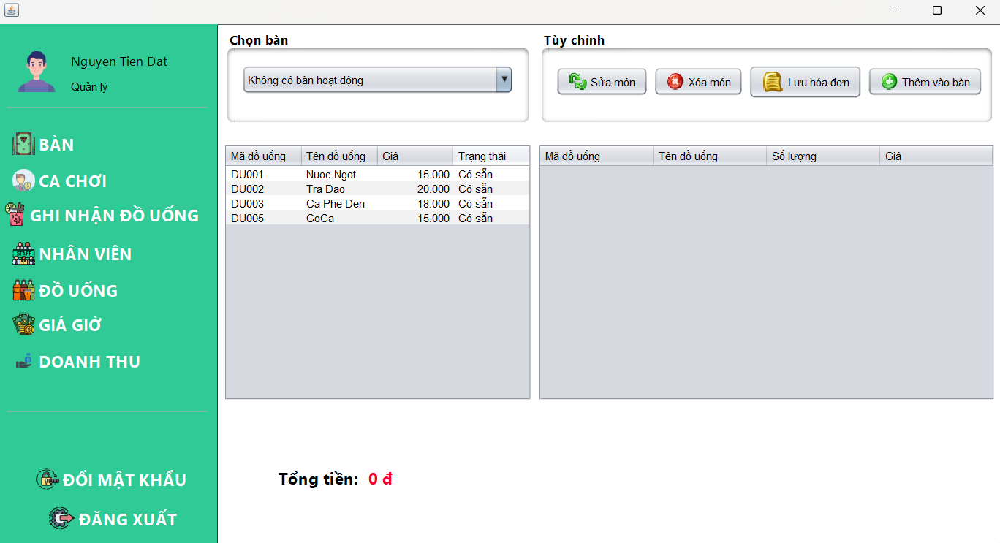 Nguyen Tien Dat
Quản lý
BÀN
CA CHƠI
GHI NHẬN ĐỒ UỐNG
STAFF
NHÂN VIÊN
ĐỒ UỐNG
GIÁ GIỜ
DOANH THU
ĐỔI MẬT KHẨU
ĐĂNG XUẤT
Chọn bàn
Không có bàn hoạt động
Tùy chỉnh
Sửa món Xóa món Lưu hóa đơn Thêm vào bàn
Mã đồ uống Tên đồ uống Giá Trạng thái
DU001 Nuoc Ngot 15.000 Có sẵn
DU002 Tra Dao 20.000 Có sẵn
DU003 Ca Phe Den 18.000 Có sẵn
DU005 CoCa 15.000 Có sẵn
Mã đồ uống Tên đồ uống Số lượng Giá
Tổng tiền: 0 đ